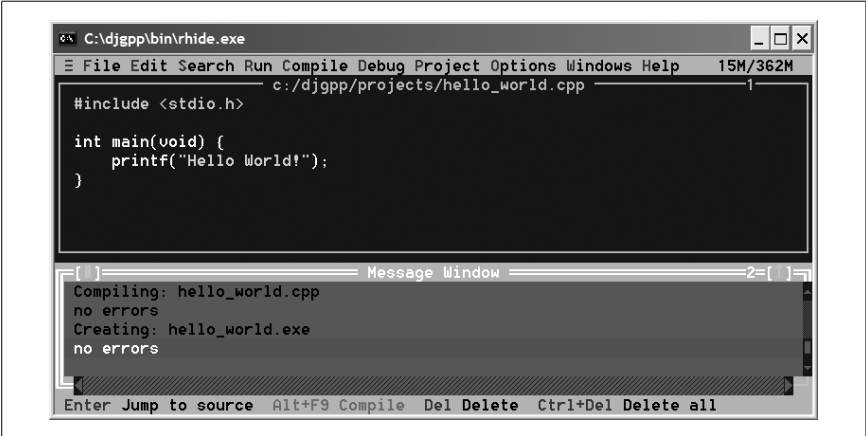 C:\djgpp\bin\rhide.exe
≡ File Edit Search Run Compile Debug Project Options Windows Help 15M/362M
c:/djgpp/projects/hello_world.cpp 1
#include <stdio.h>
int main(void) {
printf("Hello World!");
}
Message Window 2=[↑]
Compiling: hello_world.cpp
no errors
Creating: hello_world.exe
no errors
Enter Jump to source Alt+F9 Compile Del Delete Ctrl+Del Delete all